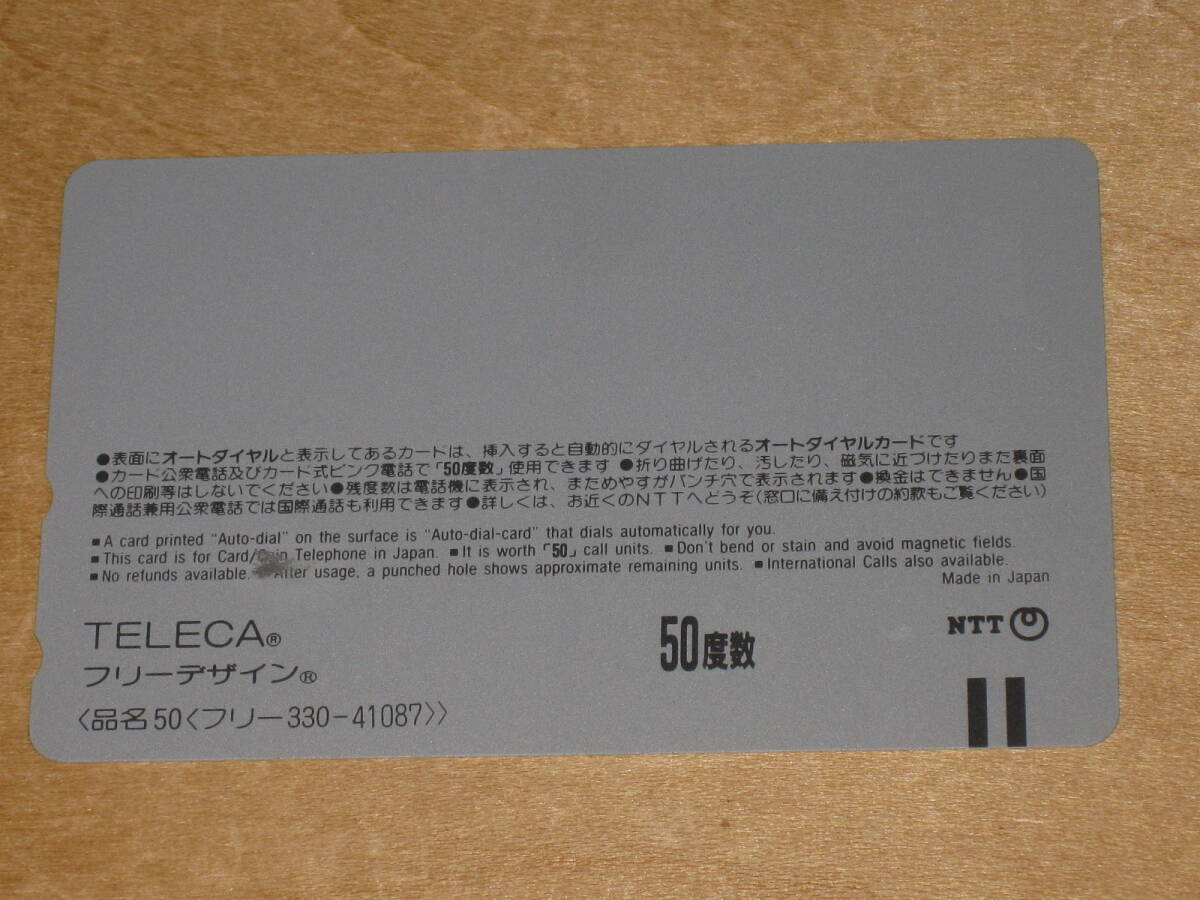 ●表面にオートダイヤルと表示してあるカードは、挿入すると自動的にダイヤルされるオートダイヤルカードです
●カード公衆電話及びカード式ピンク電話で「50度数」使用できます ●折り曲げたり、汚したり、磁気に近づけたりまた裏面
への印刷等はしないでください●残度数は電話機に表示され、まためやすがパンチ穴で表示されます●換金はできません●国
際通話兼用公衆電話では国際通話も利用できます●詳しくは、お近くのNTTへどうぞ(窓口に備え付けの約款もご覧ください)
■A card printed "Auto-dial" on the surface is "Auto-dial-card" that dials automatically for you.
■This card is for Card/Coin Telephone in Japan. ■It is worth「50」call units. ■Don't bend or stain and avoid magnetic fields.
■No refunds available. ■After usage, a punched hole shows approximate remaining units. ■International Calls also available.
Made in Japan
TELECA®
50度数
NTT
フリーデザイン®
〈品名50〈フリー330-41087〉〉